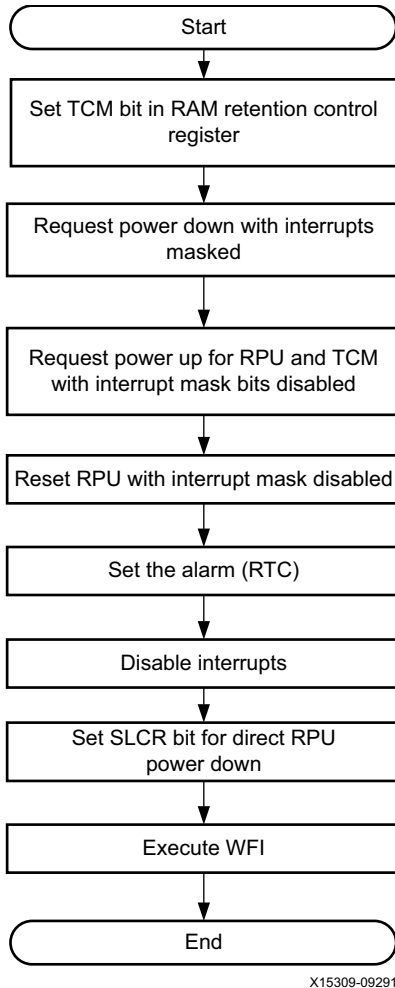 Start
Set TCM bit in RAM retention control
register
Request power down with interrupts
masked
Request power up for RPU and TCM
with interrupt mask bits disabled
Reset RPU with interrupt mask disabled
Set the alarm (RTC)
Disable interrupts
Set SLCR bit for direct RPU
power down
Execute WFI
End
X15309-09291